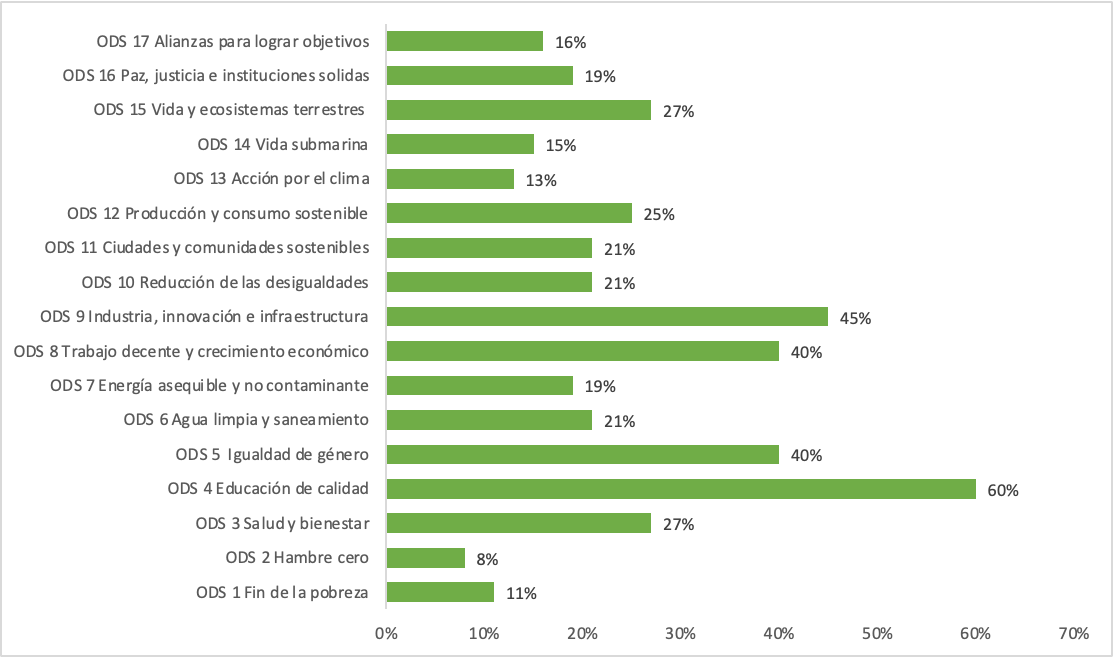 ODS 17 Alianzas para lograr objetivos 16%
ODS 16 Paz, justicia e instituciones solidas 19%
ODS 15 Vida y ecosistemas terrestres 27%
ODS 14 Vida submarina 15%
ODS 13 Acción por el clima 13%
ODS 12 Producción y consumo sostenible 25%
ODS 11 Ciudades y comunidades sostenibles 21%
ODS 10 Reducción de las desigualdades 21%
ODS 9 Industria, innovación e infraestructura 45%
ODS 8 Trabajo decente y crecimiento económico 40%
ODS 7 Energía asequible y no contaminante 19%
ODS 6 Agua limpia y saneamiento 21%
ODS 5 Igualdad de género 40%
ODS 4 Educación de calidad 60%
ODS 3 Salud y bienestar 27%
ODS 2 Hambre cero 8%
ODS 1 Fin de la pobreza 11%
0% 10% 20% 30% 40% 50% 60% 70%